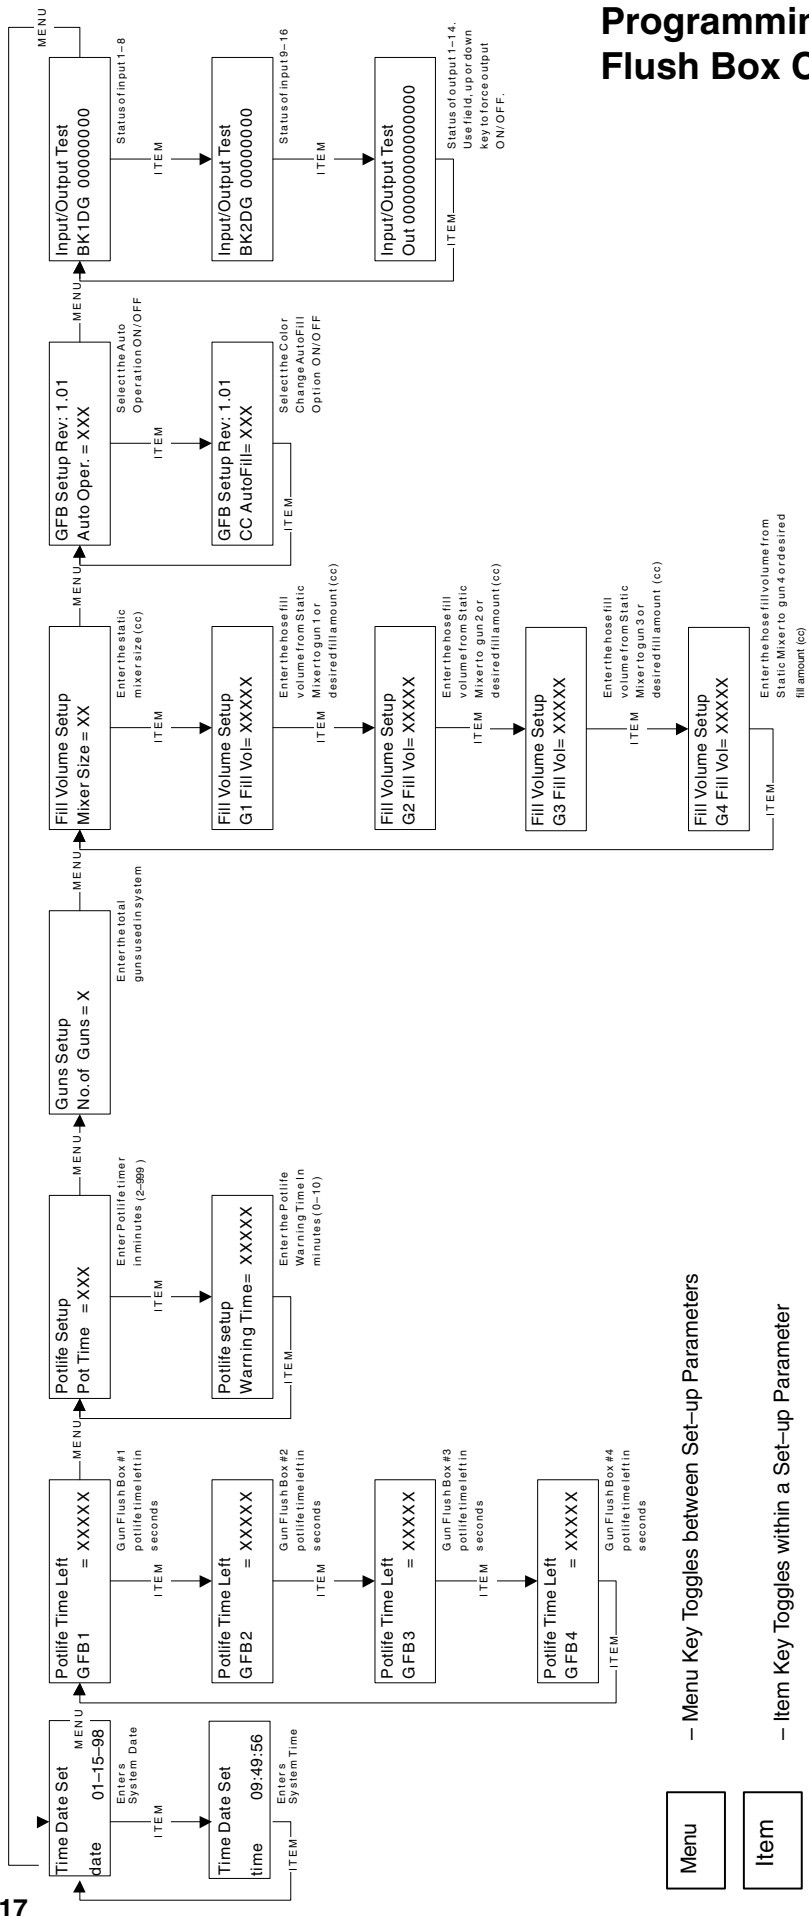 Programmin
Flush Box C
MENU
Time Date Set
date 01–15–98
Enters
System Date
ITEM
Time Date Set
time 09:49:56
Enters
System Time
ITEM
MENU
Potlife Time Left
GFB1 = XXXXX
Gun Flush Box #1
potlife time left in
seconds
ITEM
Potlife Time Left
GFB2 = XXXXX
Gun Flush Box #2
potlife time left in
seconds
ITEM
Potlife Time Left
GFB3 = XXXXX
Gun Flush Box #3
potlife time left in
seconds
ITEM
Potlife Time Left
GFB4 = XXXXX
Gun Flush Box #4
potlife time left in
seconds
ITEM
MENU
Potlife Setup
Pot Time =XXX
Enter Potlife timer
in minutes (2–999)
ITEM
Potlife setup
Warning Time= XXXXX
Enter the Potlife
Warning Time In
minutes (0–10)
ITEM
MENU
Guns Setup
No.of Guns = X
Enter the total
guns used in system
MENU
Fill Volume Setup
Mixer Size = XX
Enter the static
mixer size (cc)
ITEM
Fill Volume Setup
G1 Fill Vol= XXXXX
Enter the hose fill
volume from Static
Mixer to gun 1 or
desired fill amount (cc)
ITEM
Fill Volume Setup
G2 Fill Vol= XXXXX
Enter the hose fill
volume from Static
Mixer to gun 2 or
desired fill amount (cc)
ITEM
Fill Volume Setup
G3 Fill Vol= XXXXX
Enter the hose fill
volume from Static
Mixer to gun 3 or
desired fill amount (cc)
ITEM
Fill Volume Setup
G4 Fill Vol= XXXXX
Enter the hose fill volume from
Static Mixer to gun 4 or desired
fill amount (cc)
ITEM
MENU
GFB Setup Rev: 1.01
Auto Oper. = XXX
Select the Auto
Operation ON/OFF
ITEM
GFB Setup Rev: 1.01
CC AutoFill= XXX
Select the Color
Change AutoFill
Option ON/OFF
ITEM
MENU
Input/Output Test
BK1DG 00000000
Status of input 1–8
ITEM
Input/Output Test
BK2DG 00000000
Status of input 9–16
ITEM
Input/Output Test
Out 00000000000000
Status of output 1–14.
Use field, up or down
key to force output
ON/OFF.
ITEM
Menu
– Menu Key Toggles between Set–up Parameters
Item
– Item Key Toggles within a Set–up Parameter
17